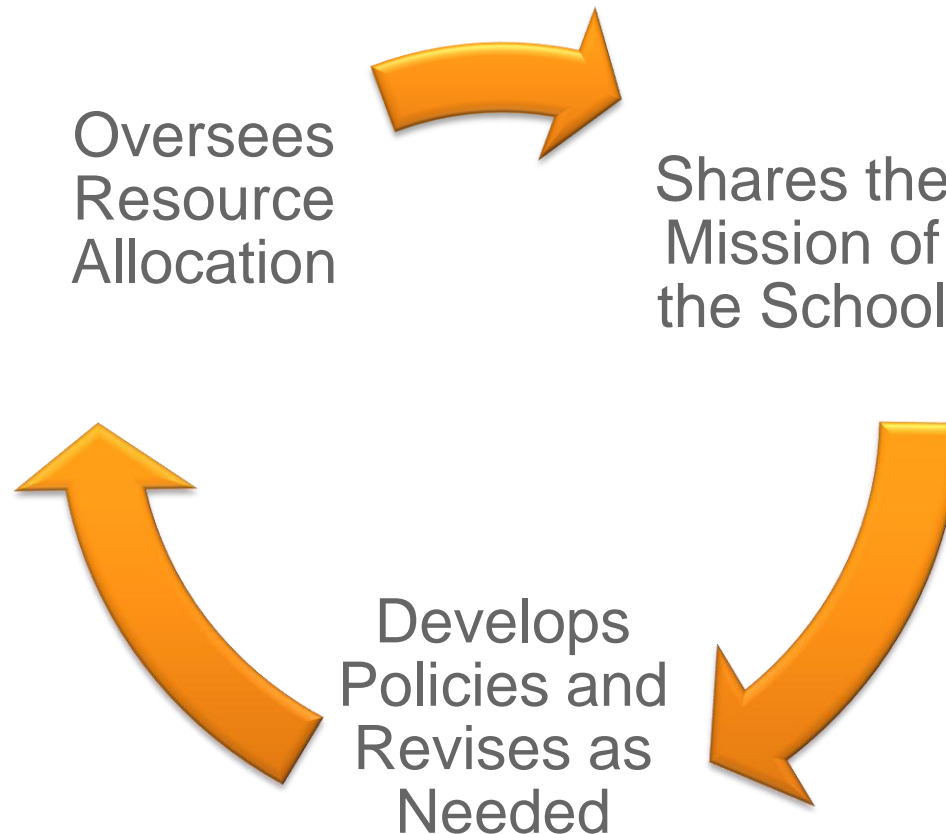 Oversees
Resource
Allocation
Shares the
Mission of
the School
Develops
Policies and
Revises as
Needed